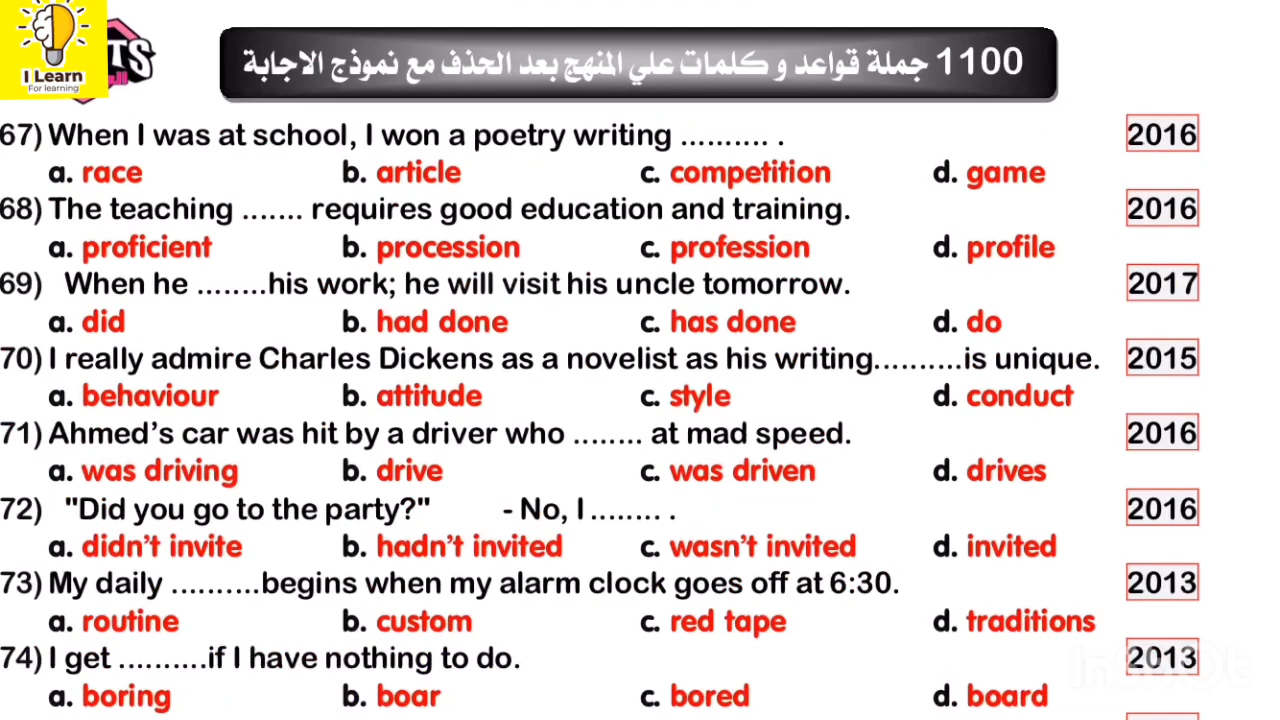 I Learn
For learning
1100 جملة قواعد و كلمات علي المنهج بعد الحذف مع نموذج الاجابة
67) When I was at school, I won a poetry writing .......... . 2016
a. race b. article c. competition d. game
68) The teaching ....... requires good education and training. 2016
a. proficient b. procession c. profession d. profile
69) When he ........his work; he will visit his uncle tomorrow. 2017
a. did b. had done c. has done d. do
70) I really admire Charles Dickens as a novelist as his writing..........is unique. 2015
a. behaviour b. attitude c. style d. conduct
71) Ahmed’s car was hit by a driver who ........ at mad speed. 2016
a. was driving b. drive c. was driven d. drives
72) "Did you go to the party?" - No, I ........ . 2016
a. didn’t invite b. hadn’t invited c. wasn’t invited d. invited
73) My daily ..........begins when my alarm clock goes off at 6:30. 2013
a. routine b. custom c. red tape d. traditions
74) I get ..........if I have nothing to do. 2013
a. boring b. boar c. bored d. board